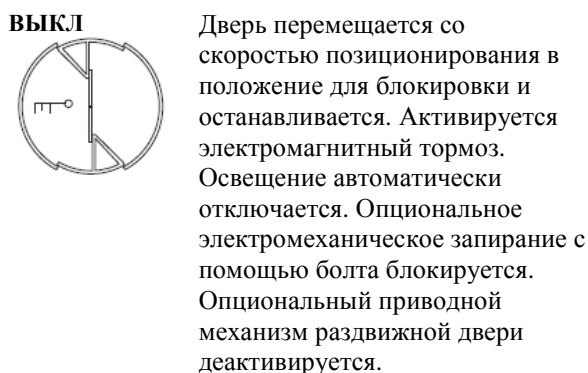 ВЫКЛ
Дверь перемещается со
скоростью позиционирования в
положение для блокировки и
останавливается. Активируется
электромагнитный тормоз.
Освещение автоматически
отключается. Опциональное
электромеханическое запирание с
помощью болта блокируется.
Опциональный приводной
механизм раздвижной двери
деактивируется.